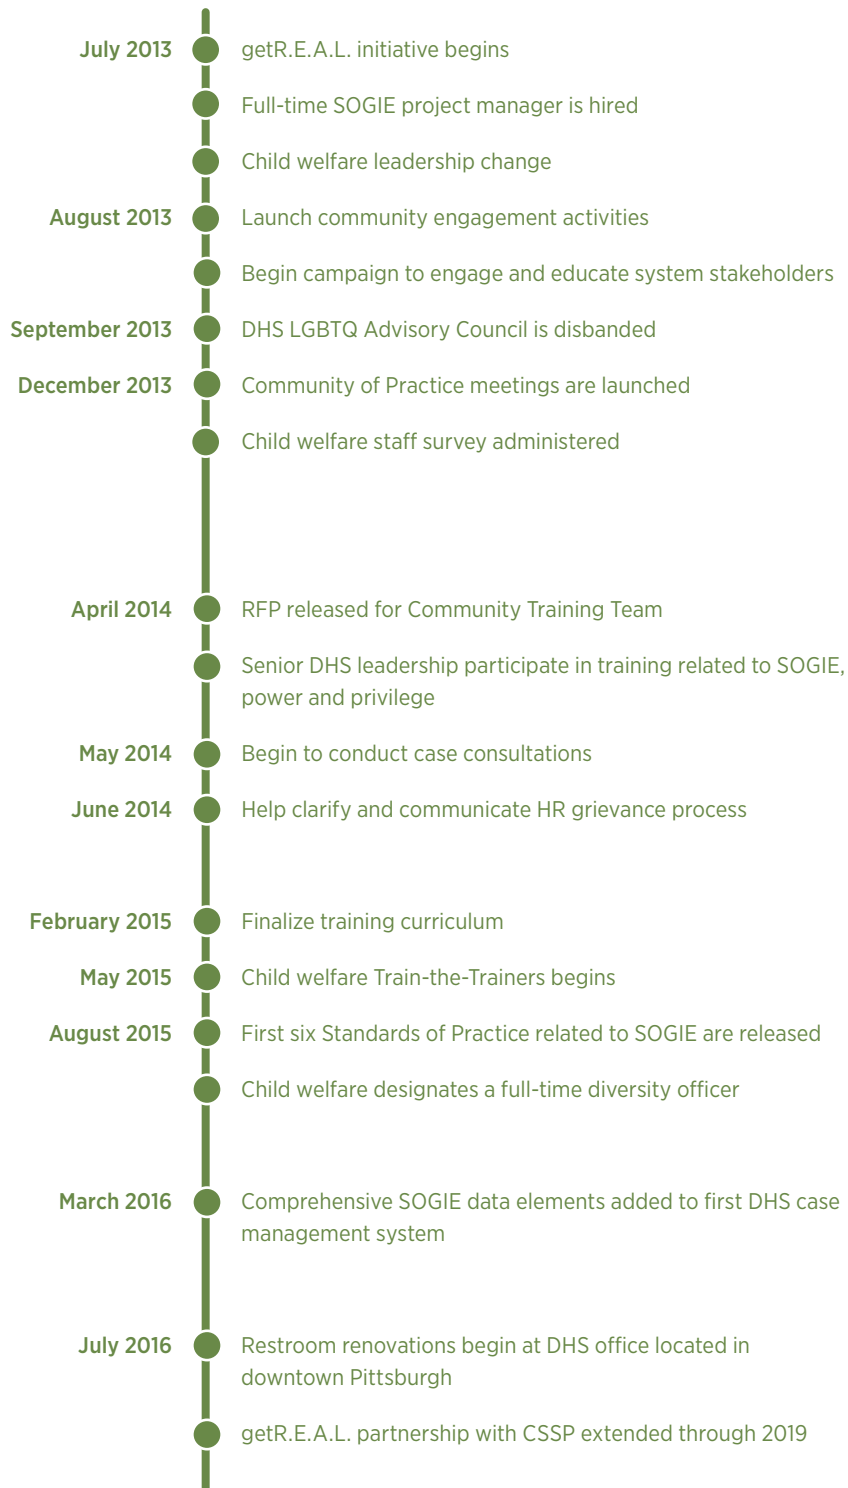 July 2013 getR.E.A.L. initiative begins
Full-time SOGIE project manager is hired
Child welfare leadership change
August 2013 Launch community engagement activities
Begin campaign to engage and educate system stakeholders
September 2013 DHS LGBTQ Advisory Council is disbanded
December 2013 Community of Practice meetings are launched
Child welfare staff survey administered
April 2014 RFP released for Community Training Team
Senior DHS leadership participate in training related to SOGIE,
power and privilege
May 2014 Begin to conduct case consultations
June 2014 Help clarify and communicate HR grievance process
February 2015 Finalize training curriculum
May 2015 Child welfare Train-the-Trainers begins
August 2015 First six Standards of Practice related to SOGIE are released
Child welfare designates a full-time diversity officer
March 2016 Comprehensive SOGIE data elements added to first DHS case
management system
July 2016 Restroom renovations begin at DHS office located in
downtown Pittsburgh
getR.E.A.L. partnership with CSSP extended through 2019